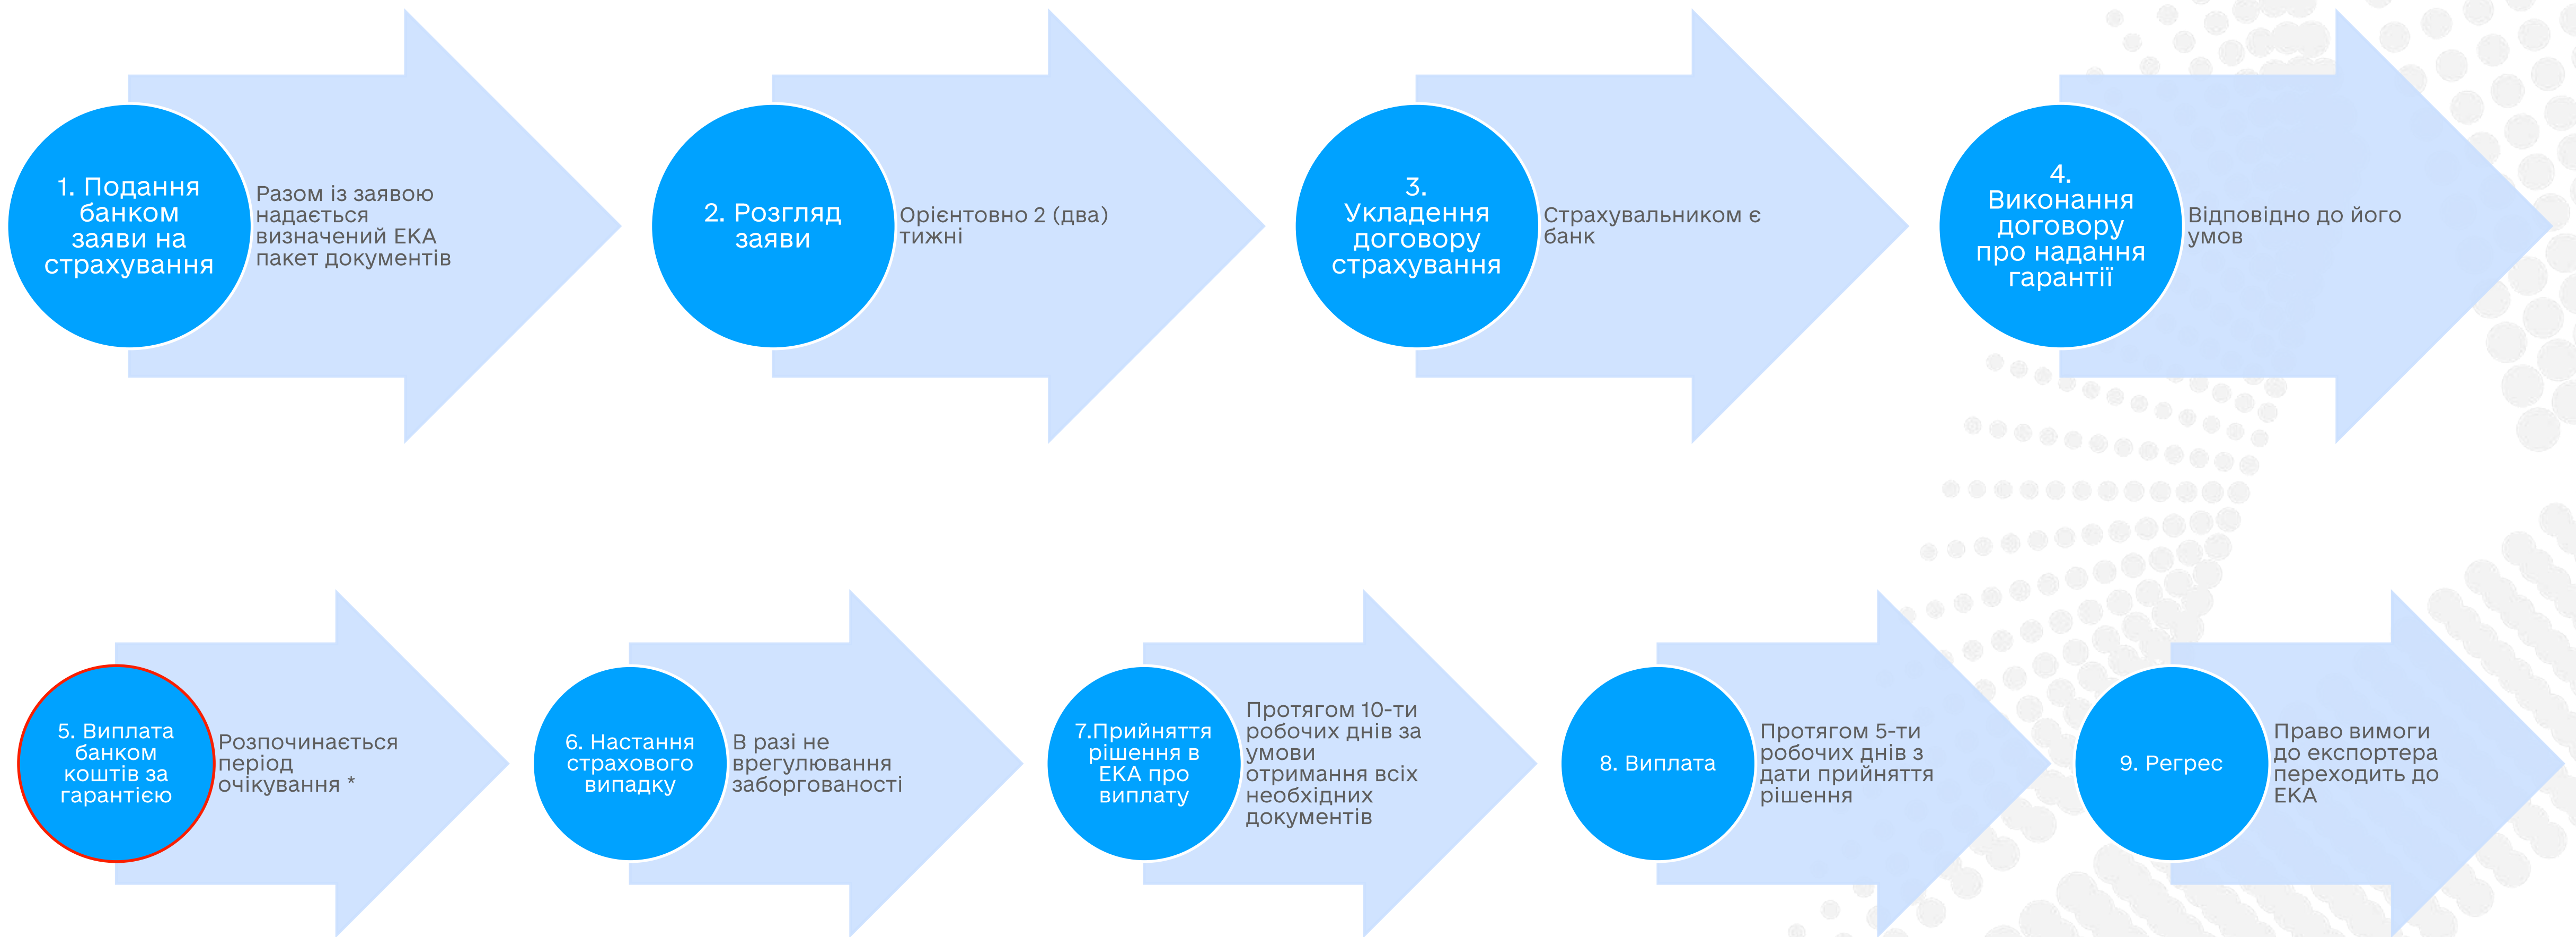 1. Подання
банком
заяви на
страхування
Разом із заявою
надається
визначений ЕКА
пакет документів
2. Розгляд
заяви
Орієнтовно 2 (два)
тижні
3.
Укладення
договору
страхування
Страхувальником є
банк
4.
Виконання
договору
про надання
гарантії
Відповідно до його
умов
5. Виплата
банком
коштів за
гарантією
Розпочинається
період
очікування *
6. Настання
страхового
випадку
В разі не
врегулювання
заборгованості
7.Прийняття
рішення в
ЕКА про
виплату
Протягом 10-ти
робочих днів за
умови
отримання всіх
необхідних
документів
8. Виплата
Протягом 5-ти
робочих днів з
дати прийняття
рішення
9. Регрес
Право вимоги
до експортера
переходить до
ЕКА